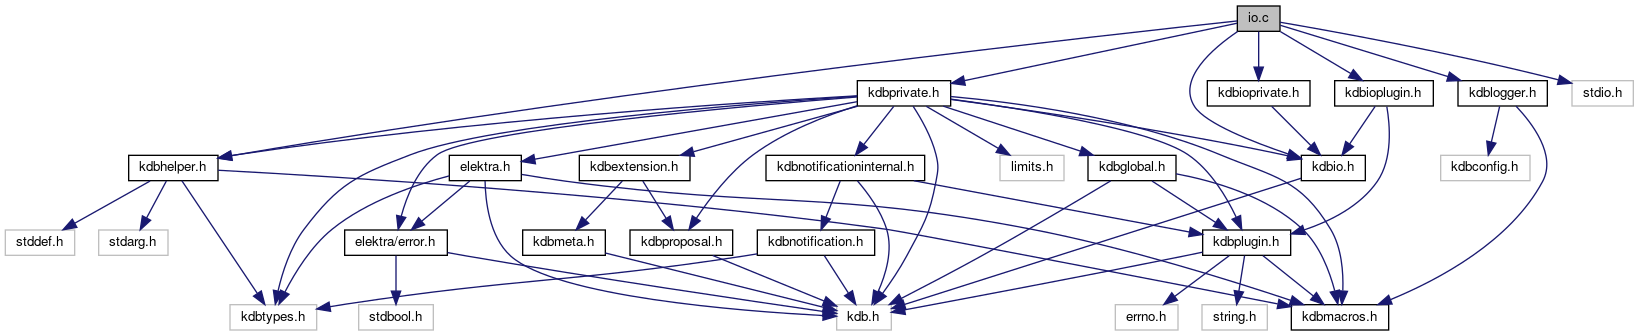 io.c
kdbprivate.h
kdbioprivate.h
kdbioplugin.h
kdblogger.h
stdio.h
kdbhelper.h
elektra.h
kdbextension.h
kdbnotificationinternal.h
limits.h
kdbglobal.h
kdbio.h
kdbconfig.h
stddef.h
stdarg.h
elektra/error.h
kdbmeta.h
kdbproposal.h
kdbnotification.h
kdbplugin.h
kdbtypes.h
stdbool.h
kdb.h
errno.h
string.h
kdbmacros.h